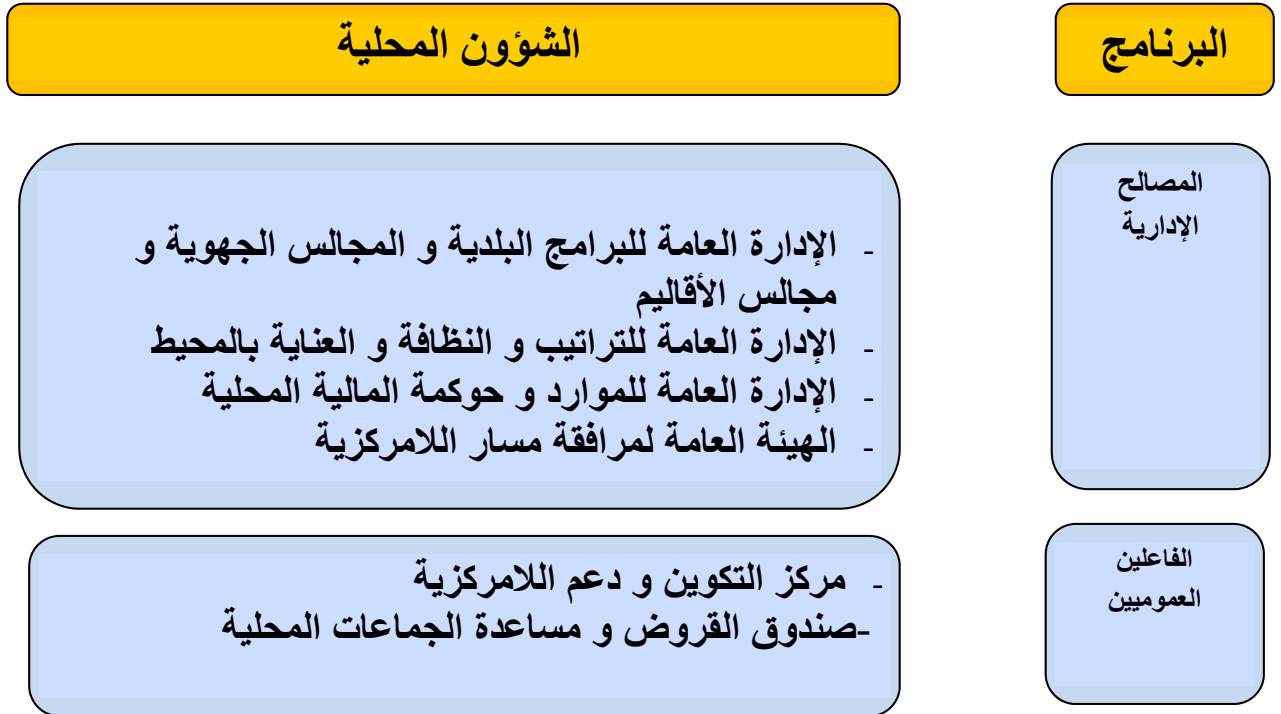 البرنامج
الشؤون المحلية
المصالح
الإدارية
- الإدارة العامة للبرامج البلدية و المجالس الجهوية و
مجالس الأقاليم
- الإدارة العامة للتراتيب و النظافة و العناية بالمحيط
- الإدارة العامة للموارد و حوكمة المالية المحلية
- الهيئة العامة لمرافقة مسار اللامركزية
الفاعلين
العموميين
- مركز التكوين و دعم اللامركزية
-صندوق القروض و مساعدة الجماعات المحلية